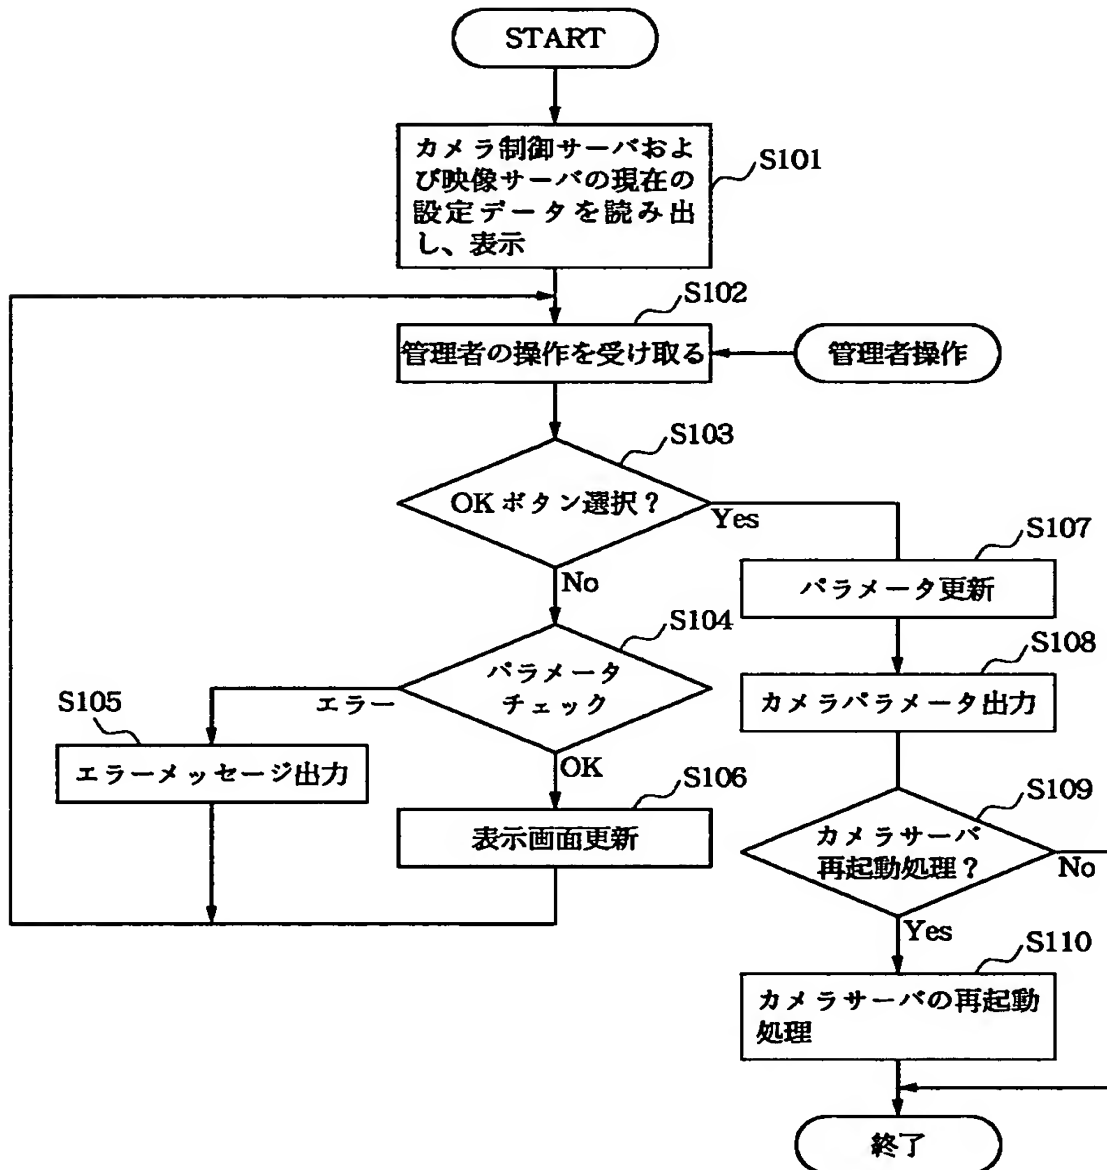 START
カメラ制御サーバおよ
び映像サーバの現在の
設定データを読み出
し、表示
S101
S102
管理者の操作を受け取る
管理者操作
S103
OKボタン選択？
Yes
No
S107
パラメータ更新
S104
パラメータ
チェック
エラー
OK
S108
カメラパラメータ出力
S105
エラーメッセージ出力
S106
表示画面更新
S109
カメラサーバ
再起動処理？
No
Yes
S110
カメラサーバの再起動
処理
終了